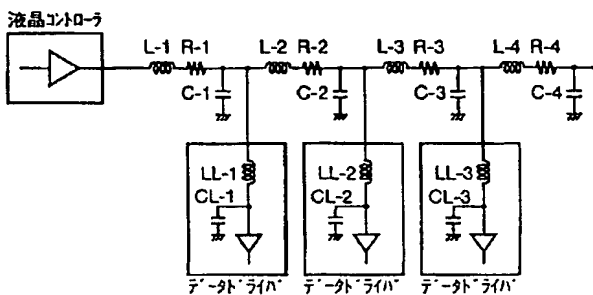 液晶コントローラ
L-1 R-1 L-2 R-2 L-3 R-3 L-4 R-4
C-1 C-2 C-3 C-4
LL-1 LL-2 LL-3
CL-1 CL-2 CL-3
データドライバ データドライバ データドライバ